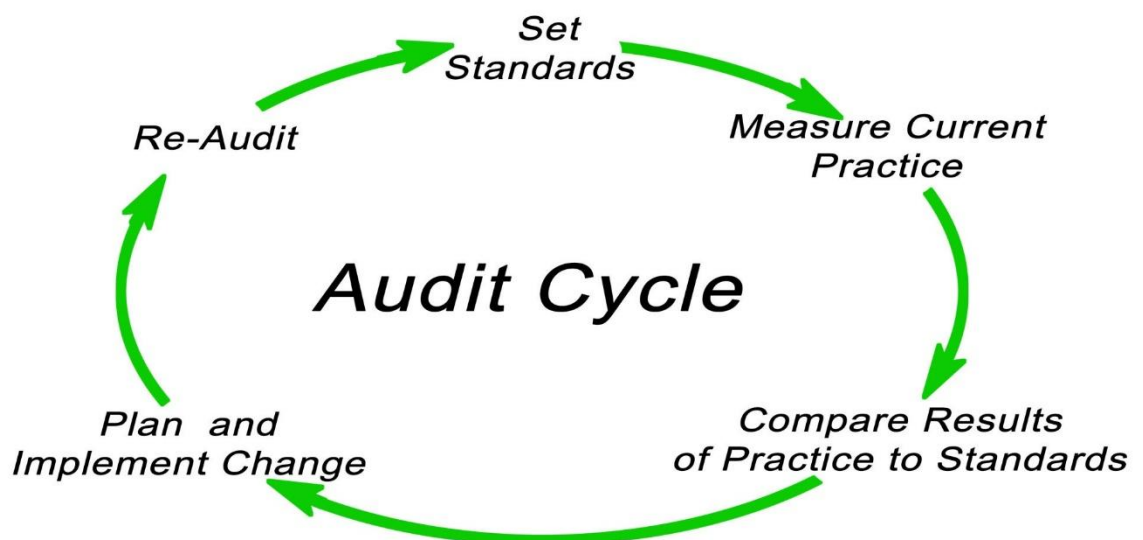 Set
Standards
Measure Current
Practice
Compare Results
of Practice to Standards
Plan and
Implement Change
Re-Audit
Audit Cycle